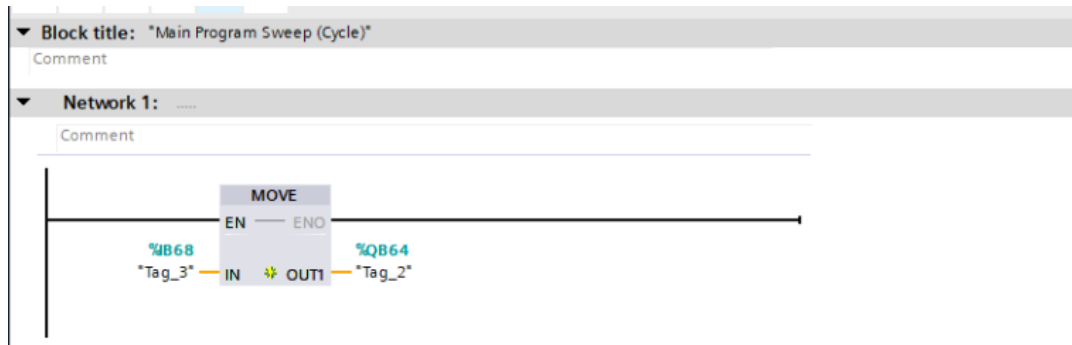 Block title: "Main Program Sweep (Cycle)"
Comment
Network 1: .....
Comment
MOVE
EN ENO
%IB68 %QB64
"Tag_3" IN OUT1 "Tag_2"